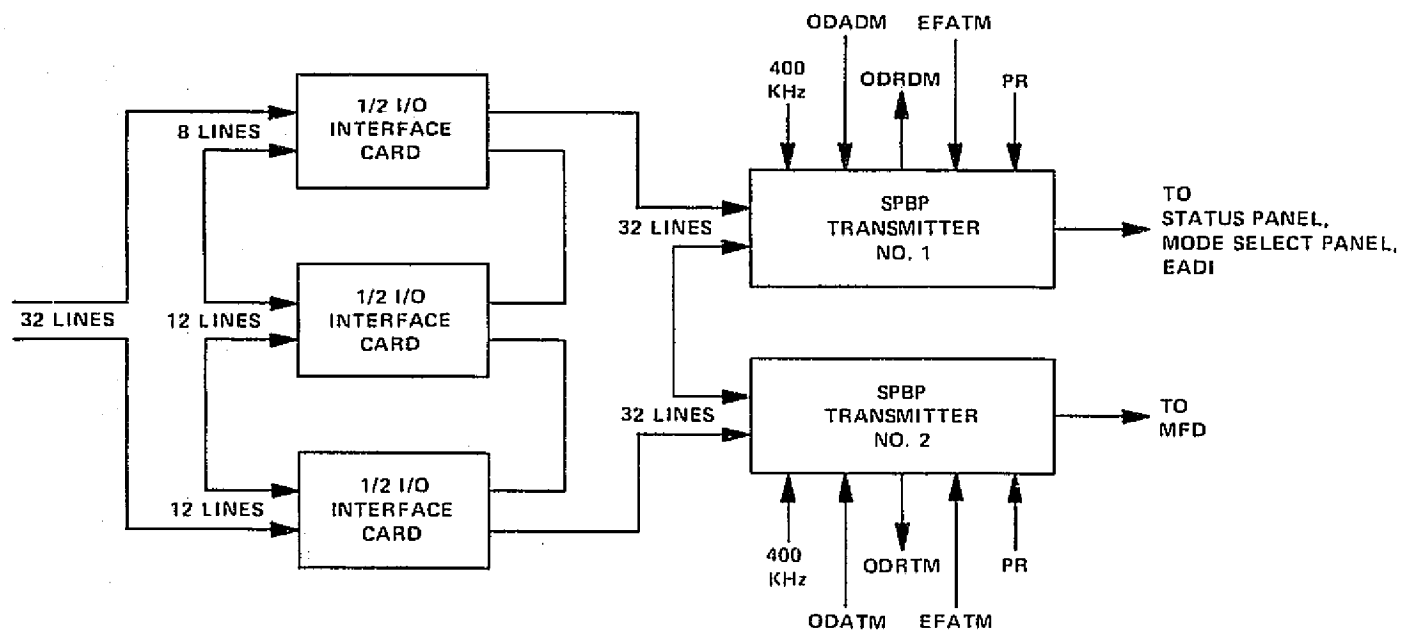 ODADM EFATM
400
KHz
ODRDM
PR
1/2 I/O
INTERFACE
CARD
8 LINES
32 LINES
SPBP
TRANSMITTER
NO. 1
TO
STATUS PANEL,
MODE SELECT PANEL,
EADI
32 LINES
12 LINES
1/2 I/O
INTERFACE
CARD
32 LINES
SPBP
TRANSMITTER
NO. 2
TO
MFD
12 LINES
1/2 I/O
INTERFACE
CARD
400
KHz
ODRTM
PR
ODATM EFATM